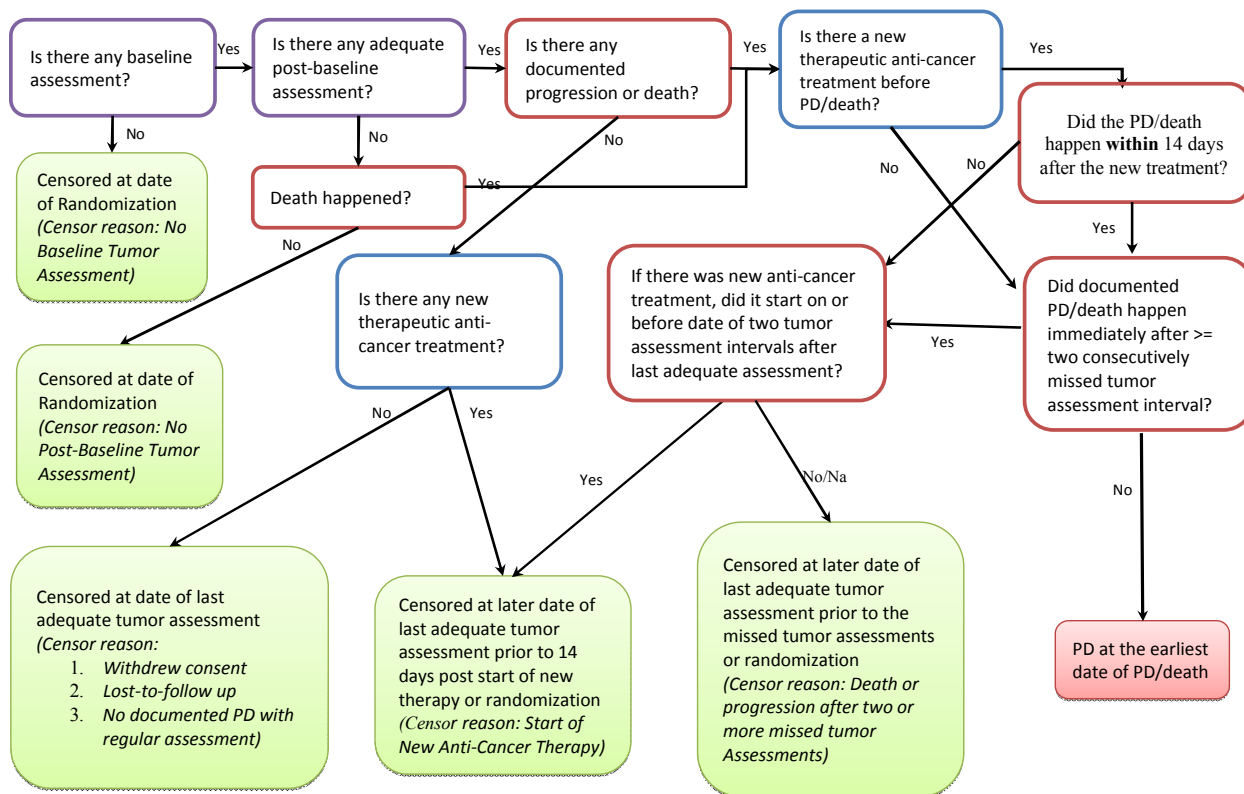 Is there any baseline
assessment?
Yes
Is there any adequate
post-baseline
assessment?
Yes
Is there any
documented
progression or death?
Yes
Is there a new
therapeutic anti-cancer
treatment before
PD/death?
Yes
Did the PD/death
happen within 14 days
after the new treatment?
No
No
No
No
No
Yes
Censored at date
of Randomization
(Censor reason: No
Baseline Tumor
Assessment)
Death happened?
Yes
No
Is there any new
therapeutic anti-
cancer treatment?
If there was new anti-cancer
treatment, did it start on or
before date of two tumor
assessment intervals after
last adequate assessment?
Yes
Did documented
PD/death happen
immediately after >=
two consecutively
missed tumor
assessment interval?
Censored at date of
Randomization
(Censor reason: No
Post-Baseline Tumor
Assessment)
No
Yes
Yes
No/Na
No
Censored at date of last
adequate tumor assessment
(Censor reason:
1. Withdrew consent
2. Lost-to-follow up
3. No documented PD with
regular assessment)
Censored at later date of
last adequate tumor
assessment prior to 14
days post start of new
therapy or randomization
(Censor reason: Start of
New Anti-Cancer Therapy)
Censored at later date of
last adequate tumor
assessment prior to the
missed tumor assessments
or randomization
(Censor reason: Death or
progression after two or
more missed tumor
Assessments)
PD at the earliest
date of PD/death